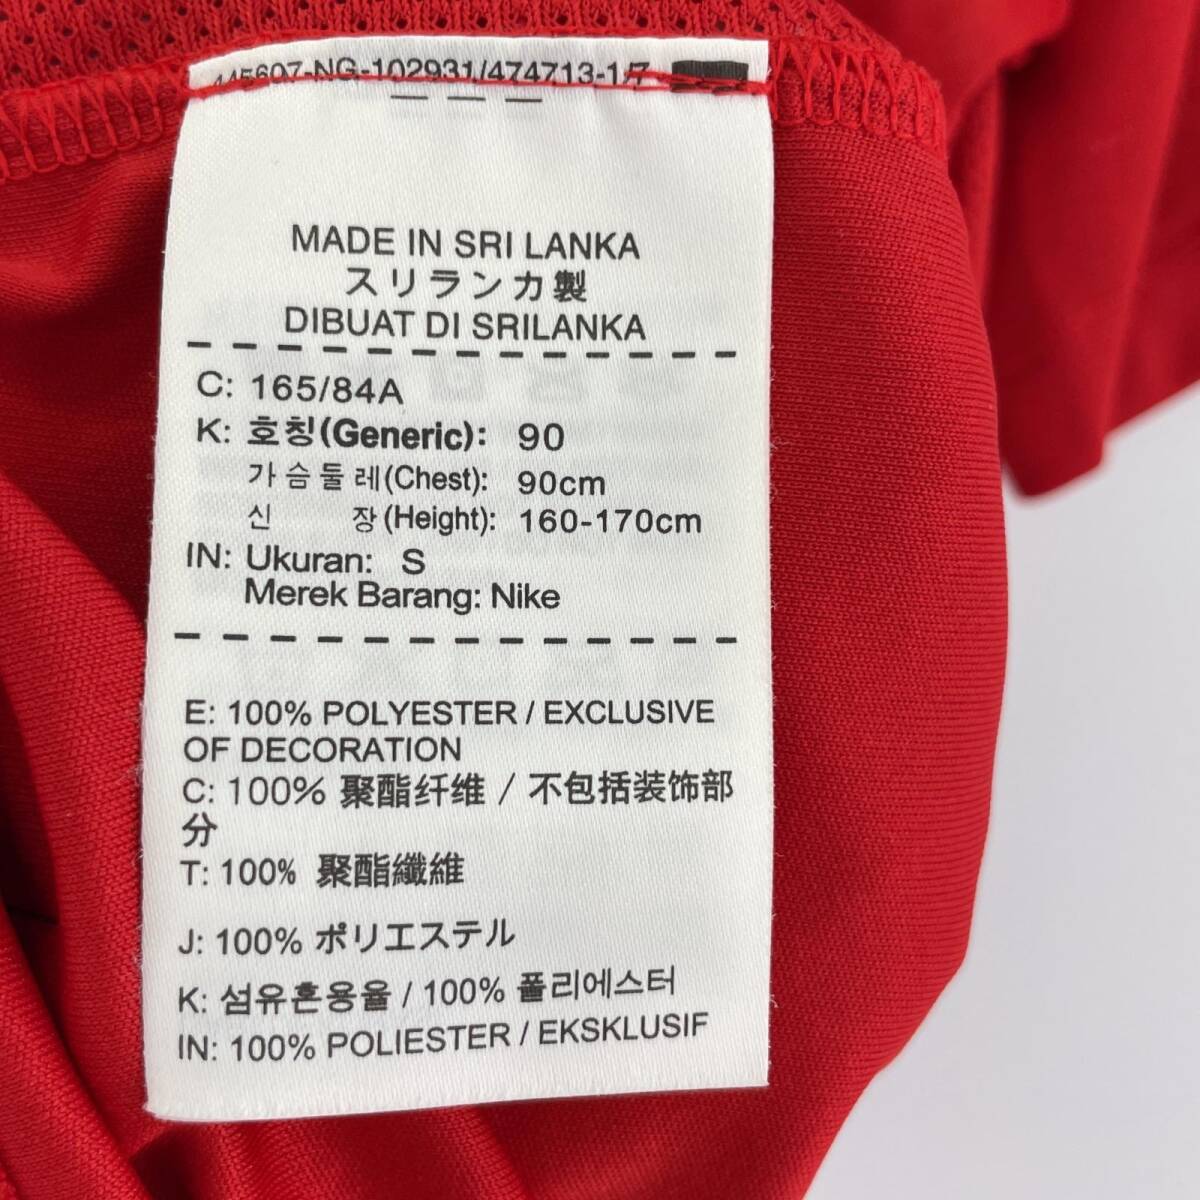 445607-NG-102931/474713-1/7
MADE IN SRI LANKA
スリランカ製
DIBUAT DI SRILANKA
C: 165/84A
K: 호칭(Generic): 90
가슴둘레(Chest): 90cm
신 장(Height): 160-170cm
IN: Ukuran: S
Merek Barang: Nike
E: 100% POLYESTER / EXCLUSIVE
OF DECORATION
C: 100% 聚酯纤维 / 不包括装饰部
分
T: 100% 聚酯纖維
J: 100% ポリエステル
K: 섬유혼용율 / 100% 폴리에스터
IN: 100% POLIESTER / EKSKLUSIF